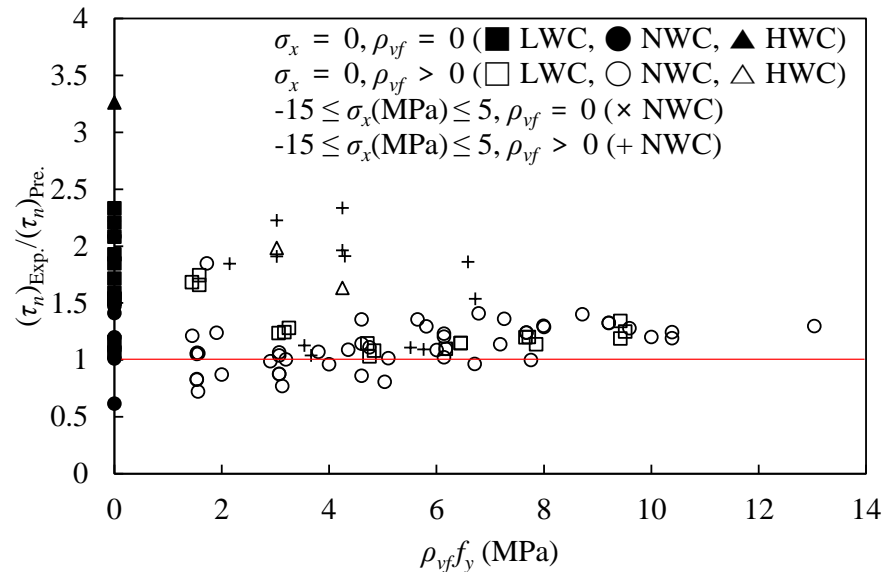 4
σx = 0, ρvf = 0 (■ LWC, ● NWC, ▲ HWC)
3.5
σx = 0, ρvf > 0 (□ LWC, ○ NWC, △ HWC)
-15 ≤ σx(MPa) ≤ 5, ρvf = 0 (× NWC)
3
-15 ≤ σx(MPa) ≤ 5, ρvf > 0 (+ NWC)
2.5
2
1.5
1
0.5
0
(τn)Exp./(τn)Pre.
0 2 4 6 8 10 12 14
ρvf fy (MPa)